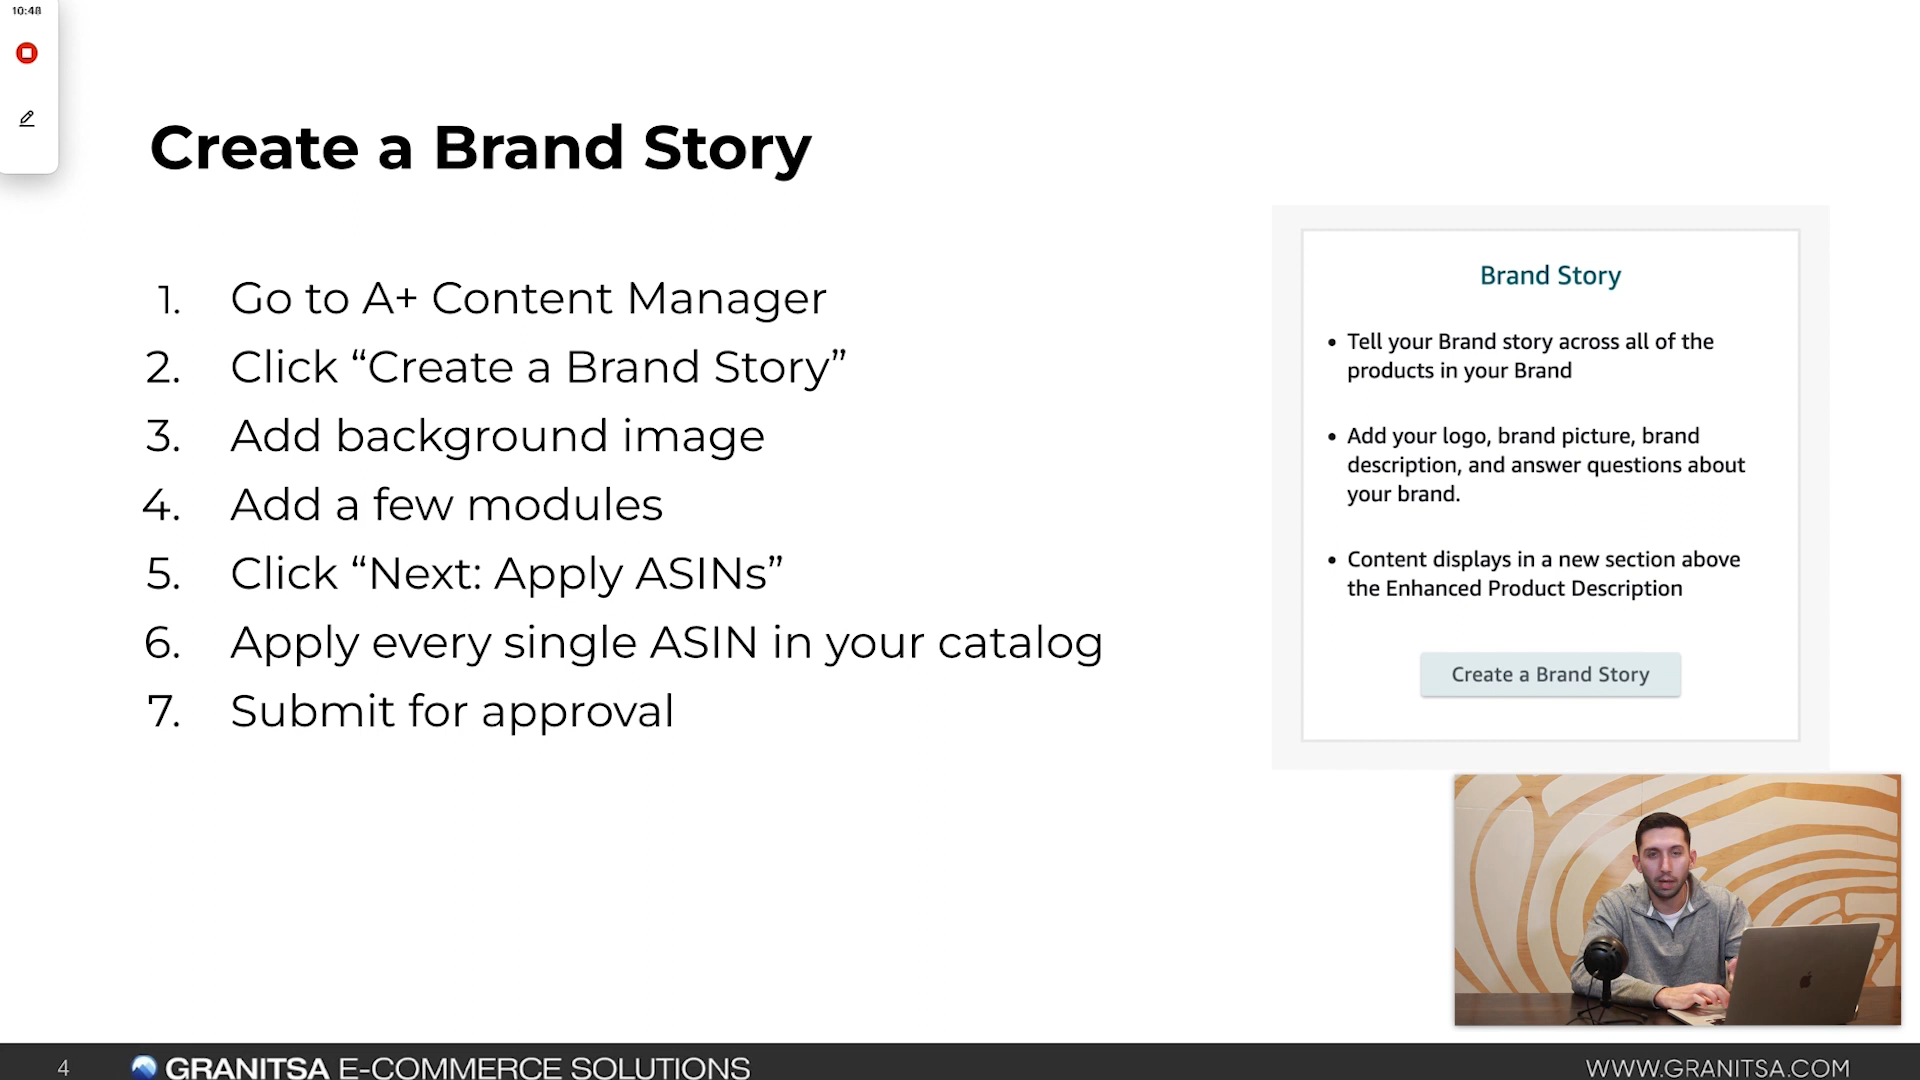 10:48
Create a Brand Story
1. Go to A+ Content Manager
2. Click “Create a Brand Story”
3. Add background image
4. Add a few modules
5. Click “Next: Apply ASINs”
6. Apply every single ASIN in your catalog
7. Submit for approval
Brand Story
• Tell your Brand story across all of the
products in your Brand
• Add your logo, brand picture, brand
description, and answer questions about
your brand.
• Content displays in a new section above
the Enhanced Product Description
Create a Brand Story
4 GRANITSA E-COMMERCE SOLUTIONS WWW.GRANITSA.COM